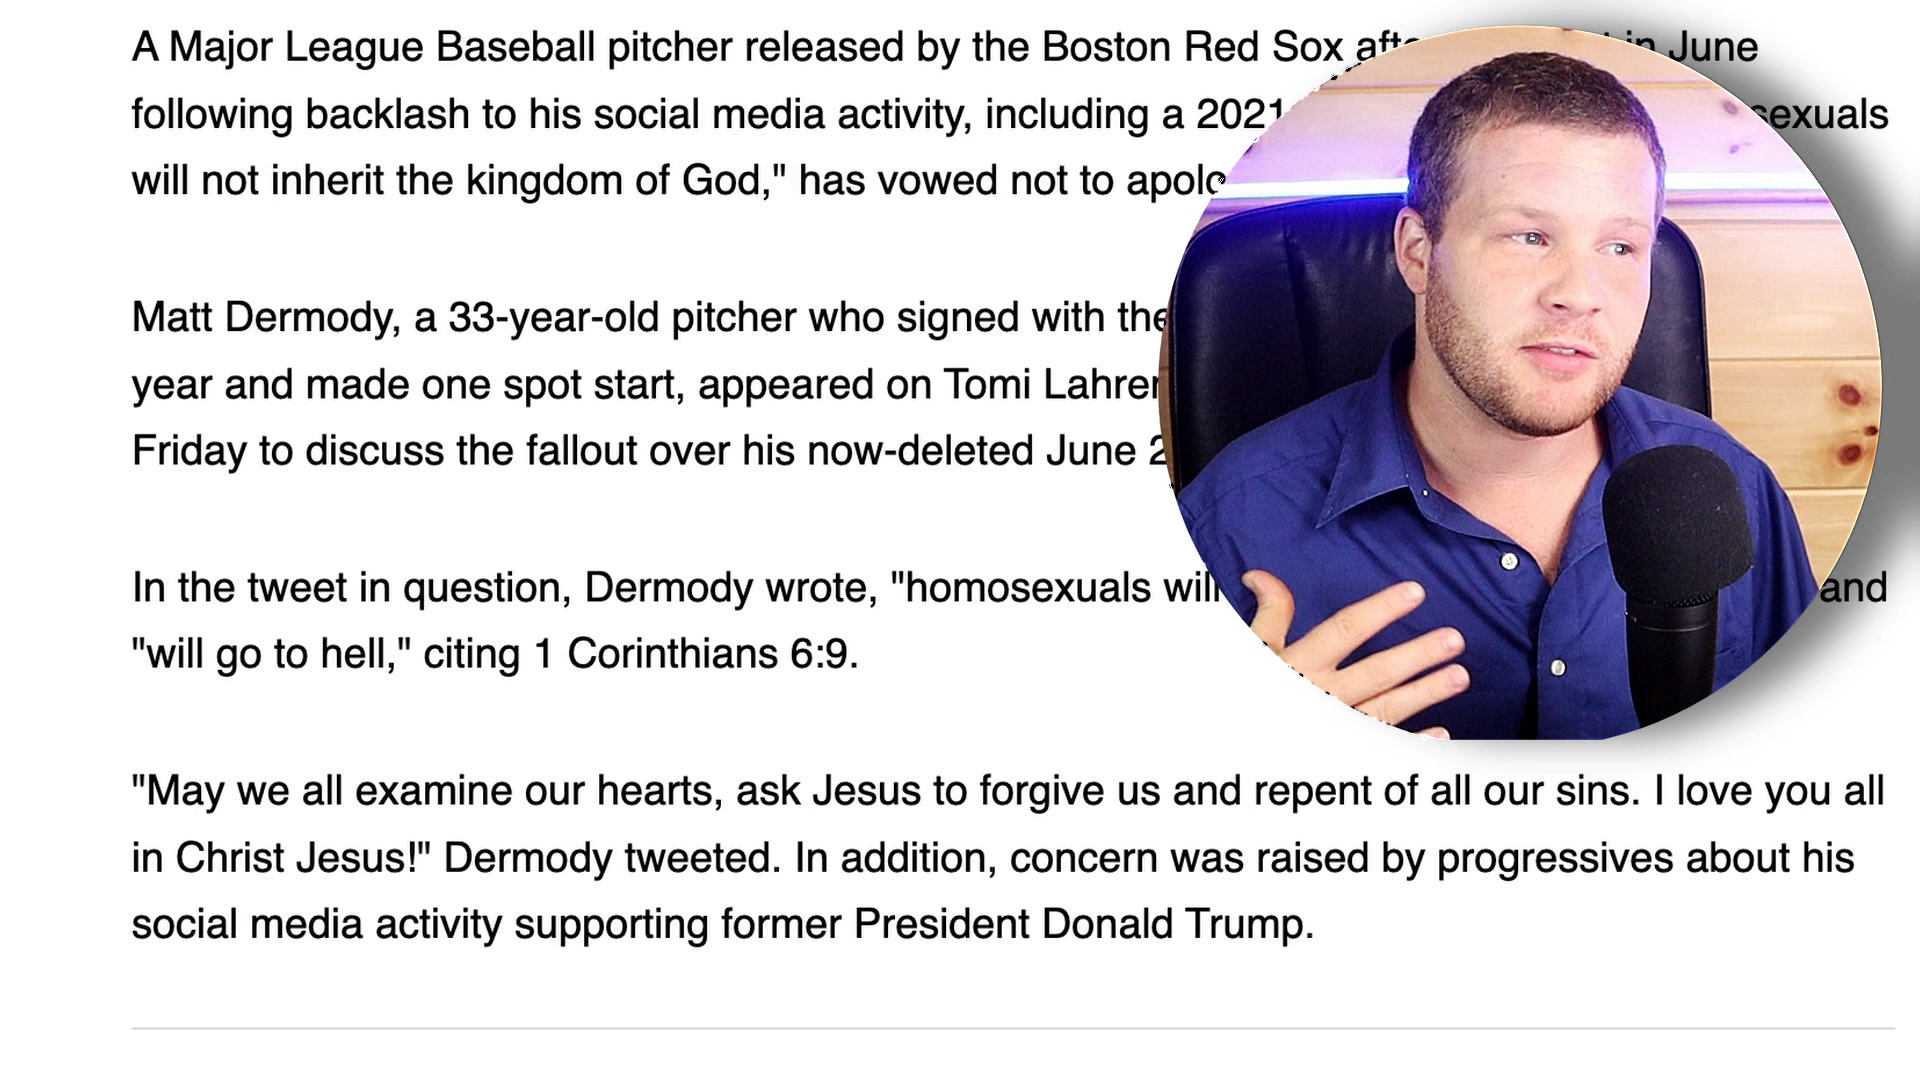 A Major League Baseball pitcher released by the Boston Red Sox in June
following backlash to his social media activity, including a 2021
will not inherit the kingdom of God," has vowed not to
Matt Dermody, a 33-year-old pitcher who signed with the
year and made one spot start, appeared on Tomi
Friday to discuss the fallout over his now-deleted June
In the tweet in question, Dermody wrote, "homosexuals will and
"will go to hell," citing 1 Corinthians 6:9.
"May we all examine our hearts, ask Jesus to forgive us and repent of all our sins. I love you all
in Christ Jesus!" Dermody tweeted. In addition, concern was raised by progressives about his
social media activity supporting former President Donald Trump.